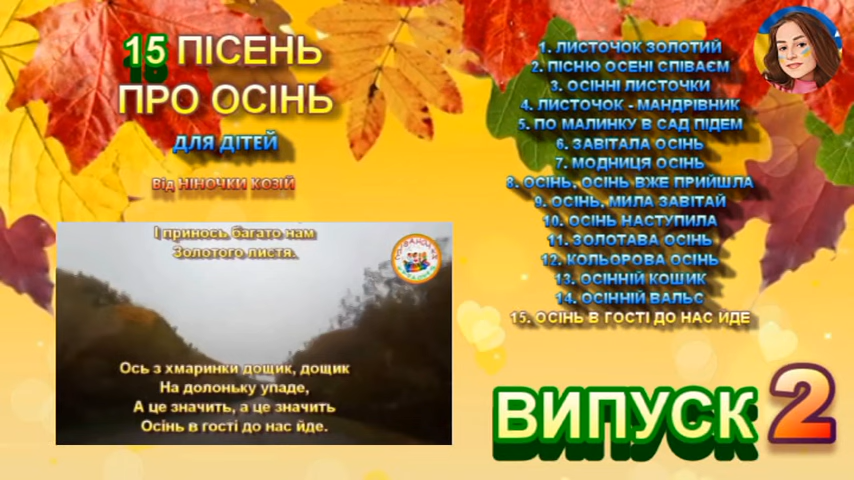 15 ПІСЕНЬ
ПРО ОСІНЬ
ДЛЯ ДІТЕЙ
Від НІНОЧКИ ХОЗІЙ
І принось багато нам
Золотого листя.
Ось з хмаринки дощик, дощик
На долоньку упаде,
А це значить, а це значить
Осінь в гості до нас йде.
1. ЛИСТОЧОК ЗОЛОТИЙ
2. ПІСНЮ ОСЕНІ СПІВАЄМ
3. ОСІННІ ЛИСТОЧКИ
4. ЛИСТОЧОК - МАНДРІВНИК
5. ПО МАЛИНКУ В САД ПІДЕМ
6. ЗАВІТАЛА ОСІНЬ
7. МОДНИЦЯ ОСІНЬ
8. ОСІНЬ, ОСІНЬ ВЖЕ ПРИЙШЛА
9. ОСІНЬ, МИЛА ЗАВІТАЙ
10. ОСІНЬ НАСТУПИЛА
11. ЗОЛОТАВА ОСІНЬ
12. КОЛЬОРОВА ОСІНЬ
13. ОСІННІЙ КОШИК
14. ОСІННІЙ ВАЛЬС
15. ОСІНЬ В ГОСТІ ДО НАС ЙДЕ
ВИПУСК 2